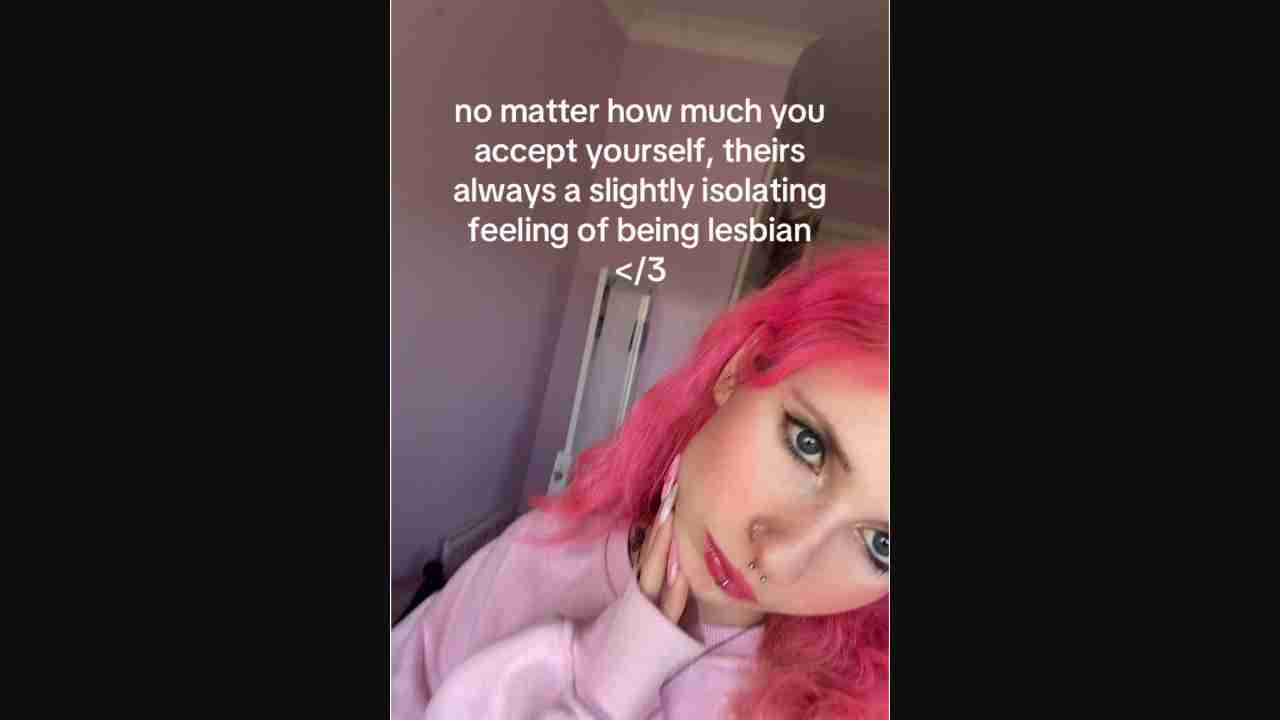 no matter how much you
accept yourself, theirs
always a slightly isolating
feeling of being lesbian
</3